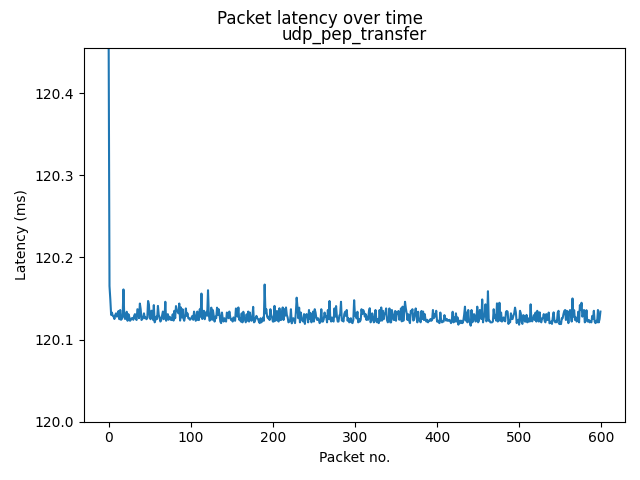 Packet latency over time
udp_pep_transfer
Latency (ms)
120.4
120.3
120.2
120.1
120.0
0 100 200 300 400 500 600
Packet no.